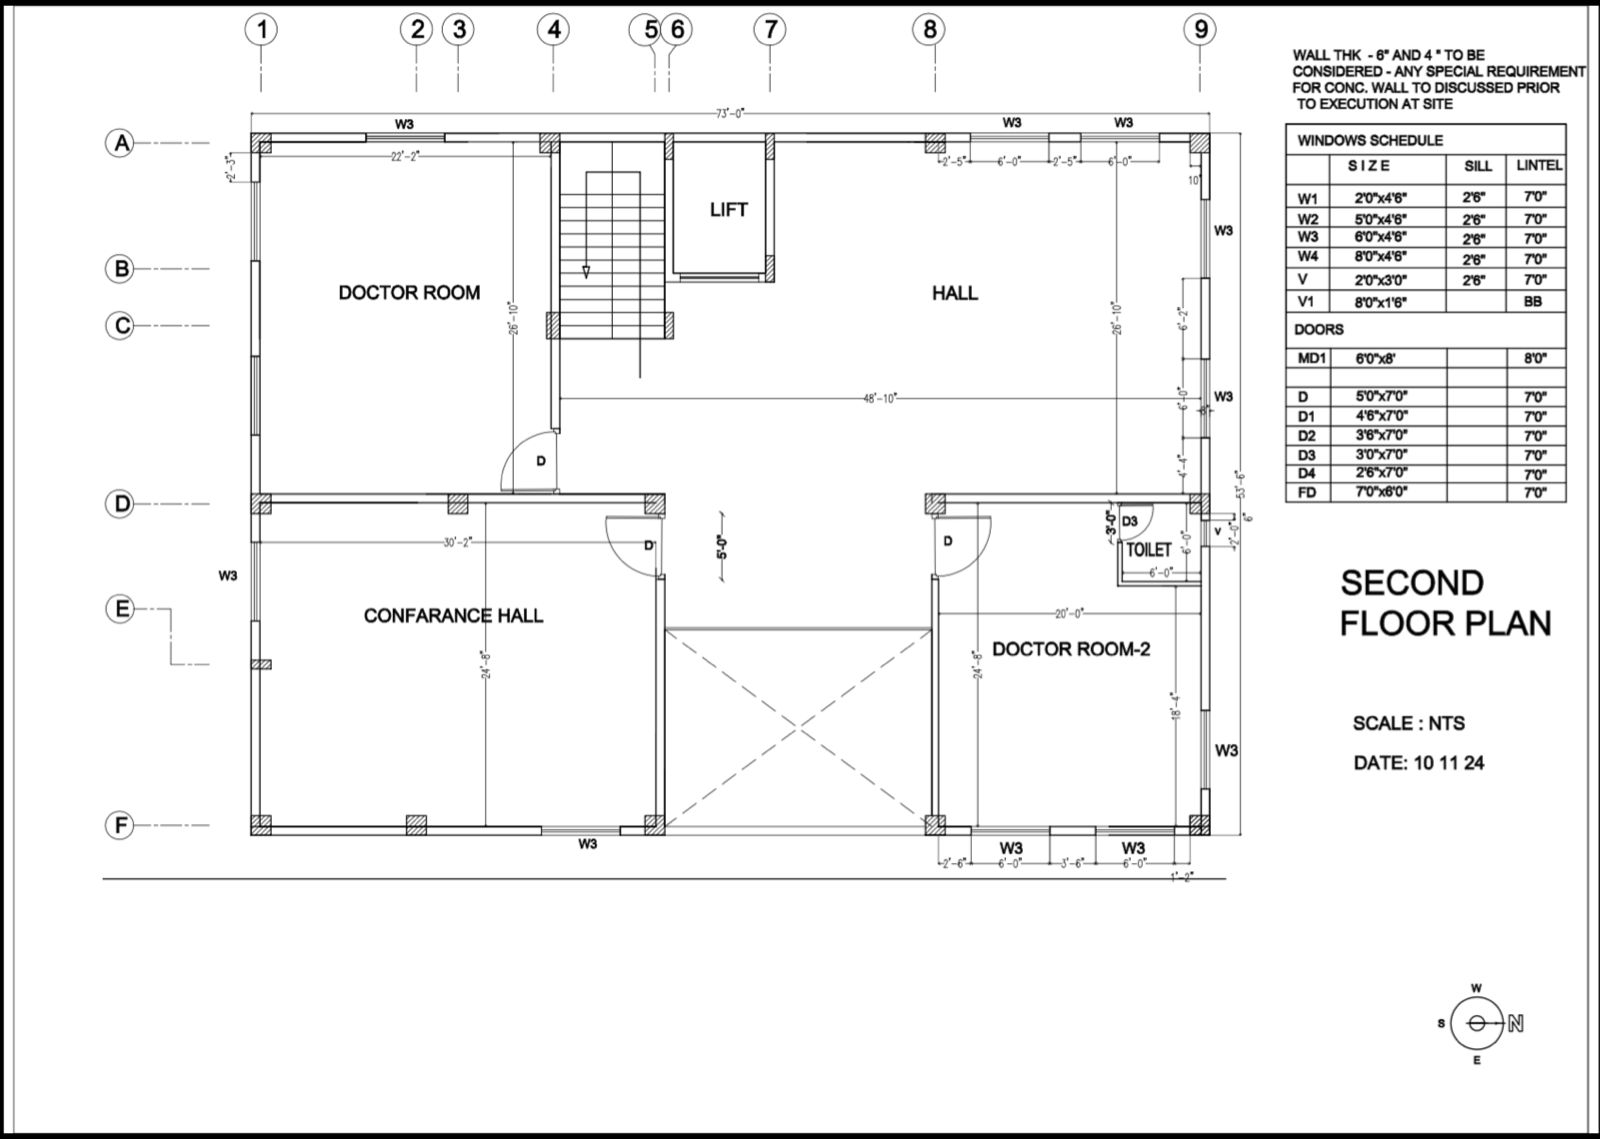 1 2 3 4 5 6 7 8 9
WALL THK - 6" AND 4 " TO BE
CONSIDERED - ANY SPECIAL REQUIREMENT
FOR CONC. WALL TO DISCUSSED PRIOR
TO EXECUTION AT SITE
73'-0"
W3 W3 W3
A
22'-2"
2'-3"
2'-5" 6'-0" 2'-5" 6'-0"
10"
WINDOWS SCHEDULE
SIZE SILL LINTEL
W1 2'0"x4'6" 2'6" 7'0"
W2 5'0"x4'6" 2'6" 7'0"
W3 6'0"x4'6" 2'6" 7'0"
W4 8'0"x4'6" 2'6" 7'0"
V 2'0"x3'0" 2'6" 7'0"
V1 8'0"x1'6" BB
DOORS
MD1 6'0"x8' 8'0"
D 5'0"x7'0" 7'0"
D1 4'6"x7'0" 7'0"
D2 3'6"x7'0" 7'0"
D3 3'0"x7'0" 7'0"
D4 2'6"x7'0" 7'0"
FD 7'0"x6'0" 7'0"
LIFT
W3
B
DOCTOR ROOM
HALL
26'-10"
26'-10"
6'-2"
C
48'-10"
6'-0"
W3
D
4'-4"
53'-6"
D
6"
D3
3'-0"
V
2'-0"
30'-2"
D
5'-0"
D
TOILET
6'-0"
6'-0"
W3
E
CONFARANCE HALL
20'-0"
24'-8"
24'-8"
DOCTOR ROOM-2
18'-4"
W3
SECOND
FLOOR PLAN
SCALE : NTS
DATE: 10 11 24
F
W3
W3 W3
2'-6" 6'-0" 3'-6" 6'-0"
1'-2"
W
S N
E